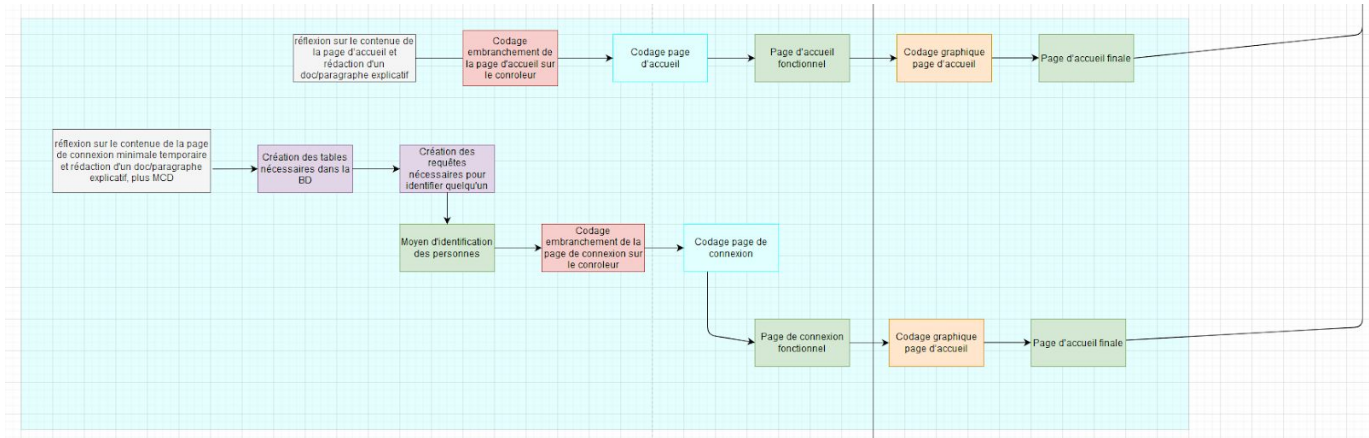 réflexion sur le contenue de
la page d'accueil et
rédaction d'un
doc/paragraphe explicatif
Codage
embranchement de
la page d'accueil sur
le conroleur
Codage page
d'accueil
Page d'accueil
fonctionnel
Codage graphique
page d'accueil
Page d'accueil finale
réflexion sur le contenue de la page
de connexion minimale temporaire
et rédaction d'un doc/paragraphe
explicatif, plus MCD
Création des tables
nécessaires dans la
BD
Création des
requêtes
nécessaires pour
identifier quelqu'un
Moyen d'identification
des personnes
Codage
embranchement de la
page de connexion sur
le conroleur
Codage page de
connexion
Page de connexion
fonctionnel
Codage graphique
page d'accueil
Page d'accueil finale